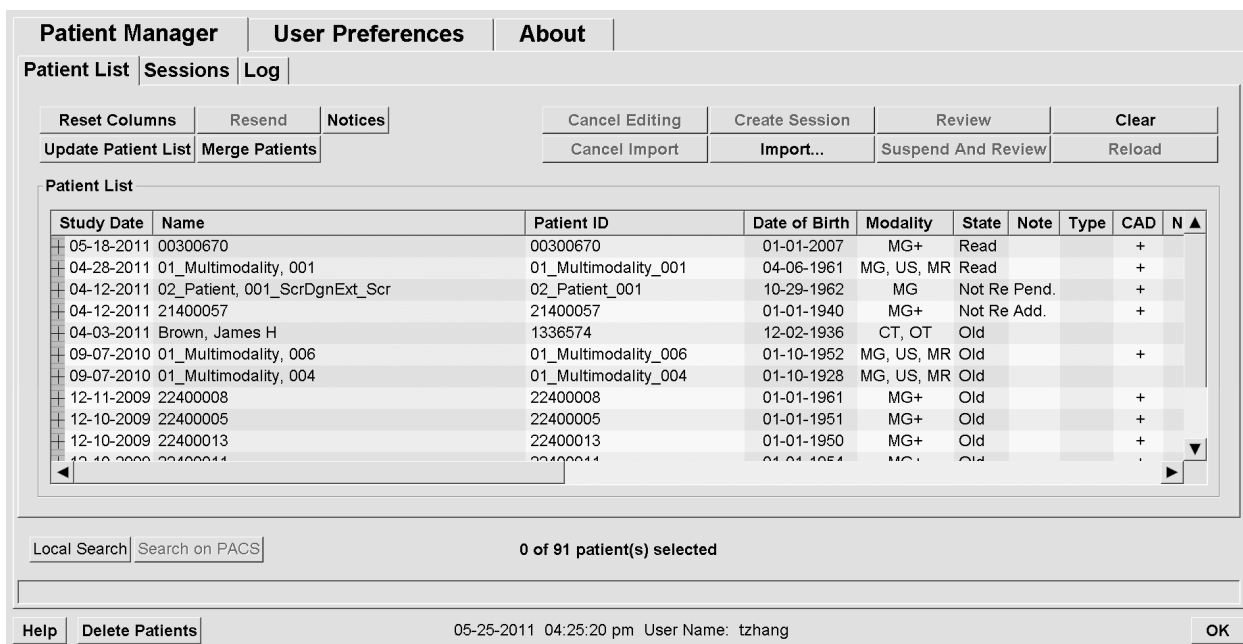 Patient Manager User Preferences About
Patient List Sessions Log
Reset Columns Resend Notices Cancel Editing Create Session Review Clear
Update Patient List Merge Patients Cancel Import Import... Suspend And Review Reload
Patient List
Study Date Name Patient ID Date of Birth Modality State Note Type CAD N
05-18-2011 00300670 00300670 01-01-2007 MG+ Read +
04-28-2011 01_Multimodality, 001 01_Multimodality_001 04-06-1961 MG, US, MR Read +
04-12-2011 02_Patient, 001_ScrDgnExt_Scr 02_Patient_001 10-29-1962 MG Not Re Pend. +
04-12-2011 21400057 21400057 01-01-1940 MG+ Not Re Add. +
04-03-2011 Brown, James H 1336574 12-02-1936 CT, OT Old
09-07-2010 01_Multimodality, 006 01_Multimodality_006 01-10-1952 MG, US, MR Old +
09-07-2010 01_Multimodality, 004 01_Multimodality_004 01-10-1928 MG, US, MR Old
12-11-2009 22400008 22400008 01-01-1961 MG+ Old +
12-10-2009 22400005 22400005 01-01-1951 MG+ Old +
12-10-2009 22400013 22400013 01-01-1950 MG+ Old +
Local Search Search on PACS 0 of 91 patient(s) selected
Help Delete Patients 05-25-2011 04:25:20 pm User Name: tzhang OK